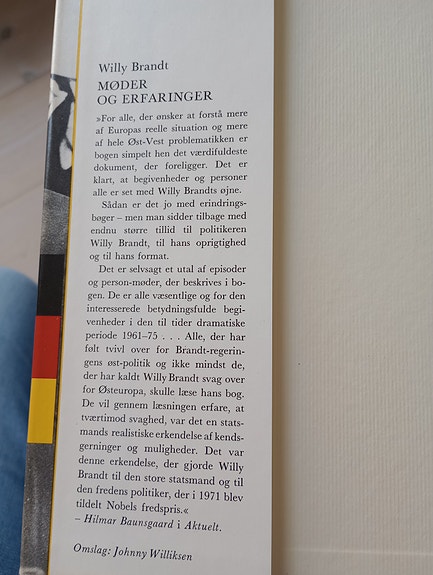 Willy Brandt
MØDER
OG ERFARINGER
»For alle, der ønsker at forstå mere
af Europas reelle situation og mere
af hele Øst-Vest problematikken er
bogen simpelt hen det værdifuldeste
dokument, der foreligger. Det er
klart, at begivenheder og personer
alle er set med Willy Brandts øjne.
Sådan er det jo med erindrings-
bøger – men man sidder tilbage med
endnu større tillid til politikeren
Willy Brandt, til hans oprigtighed
og til hans format.
Det er selvsagt et utal af episoder
og person-møder, der beskrives i bo-
gen. De er alle væsentlige og for den
interesserede betydningsfulde begi-
venheder i den til tider dramatiske
periode 1961–75 . . . Alle, der har
følt tvivl over for Brandt-regerin-
gens øst-politik og ikke mindst de,
der har kaldt Willy Brandt svag over
for Østeuropa, skulle læse hans bog.
De vil gennem læsningen erfare, at
tværtimod svaghed, var det en stats-
mands realistiske erkendelse af kends-
gerninger og muligheder. Det var
denne erkendelse, der gjorde Willy
Brandt til den store statsmand og til
den fredens politiker, der i 1971 blev
tildelt Nobels fredspris.«
– Hilmar Baunsgaard i Aktuelt.
Omslag: Johnny Williksen